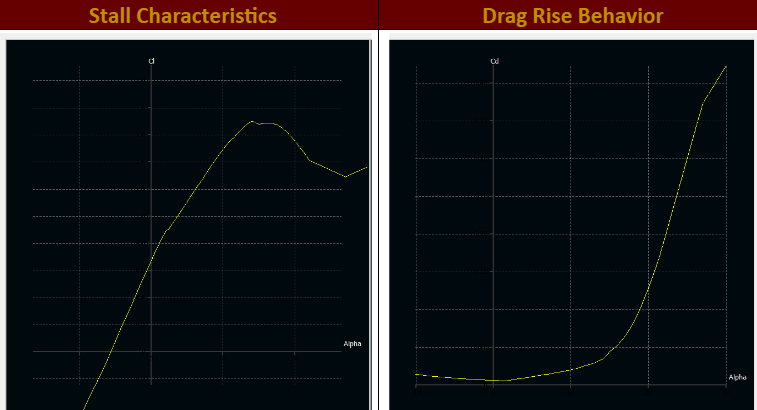 Stall Characteristics
Drag Rise Behavior
Cl
Alpha
Cd
Alpha